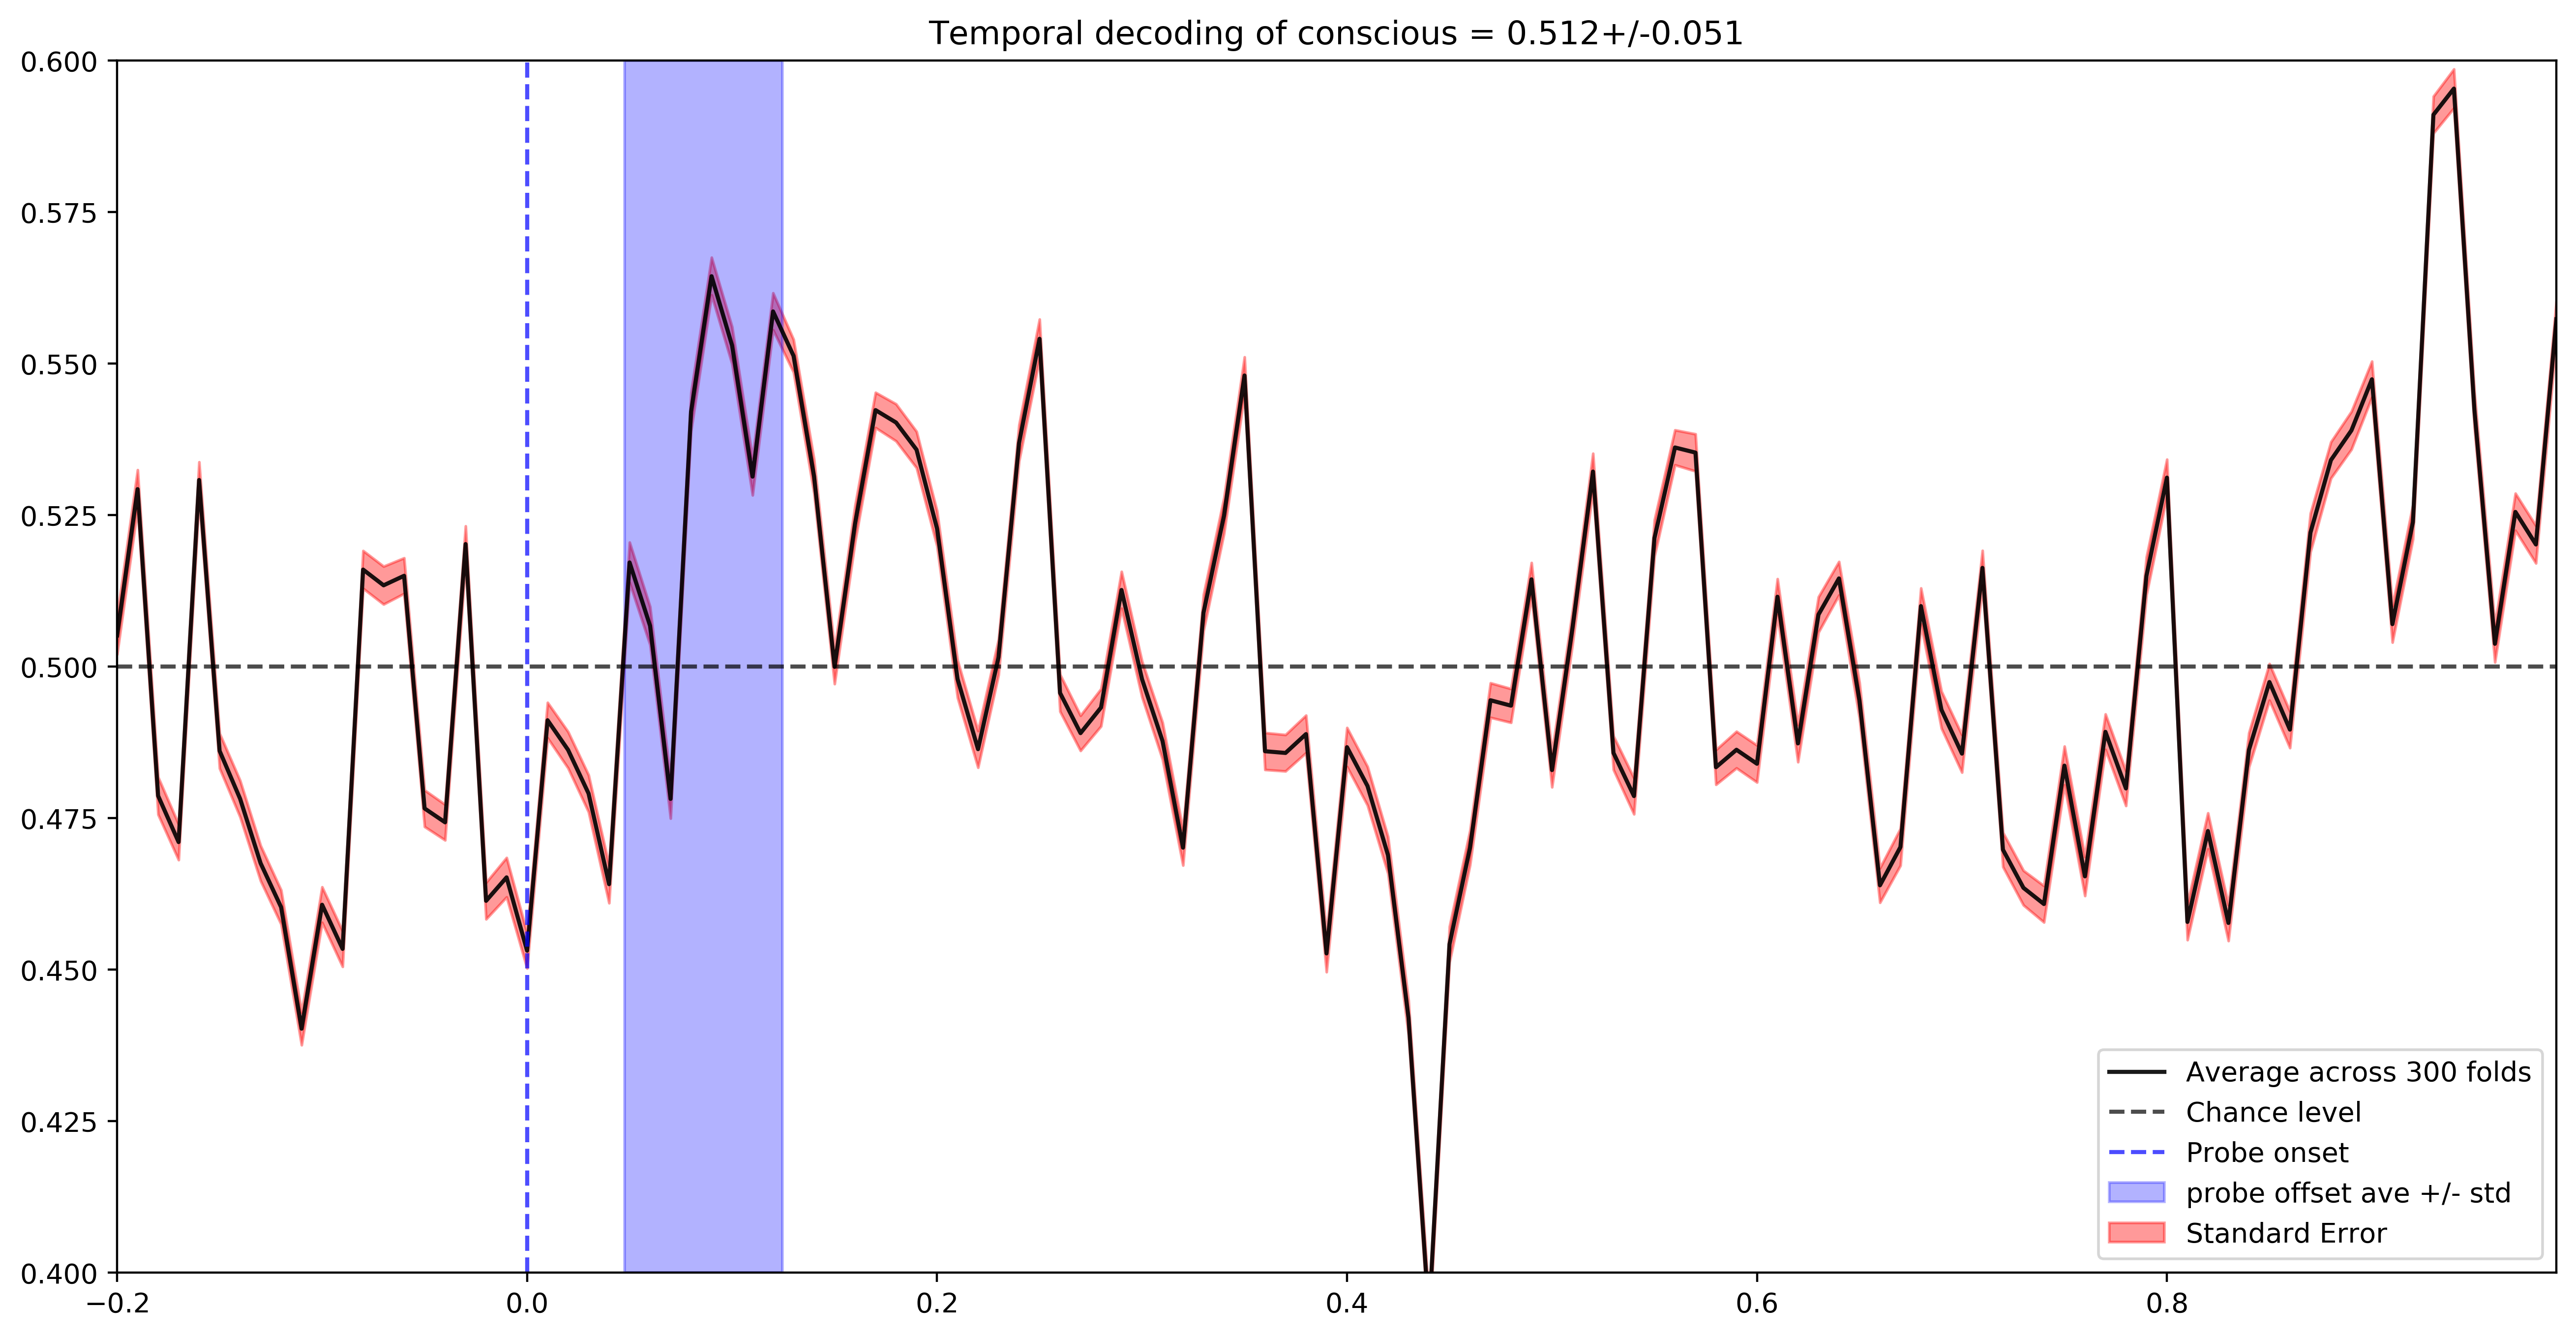 Temporal decoding of conscious = 0.512+/-0.051
0.600
0.575
0.550
0.525
0.500
0.475
0.450
0.425
0.400
−0.2
0.0
0.2
0.4
0.6
0.8
Average across 300 folds
Chance level
Probe onset
probe offset ave +/- std
Standard Error